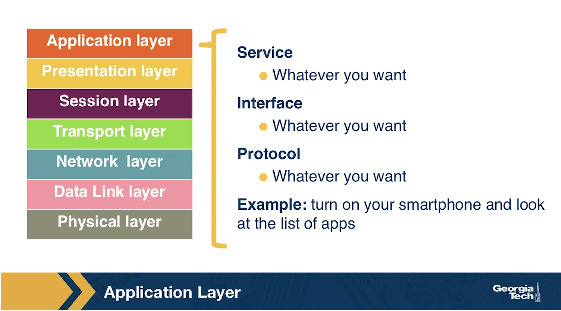 Application layer
Presentation layer
Session layer
Transport layer
Network layer
Data Link layer
Physical layer
Service
Whatever you want
Interface
Whatever you want
Protocol
Whatever you want
Example: turn on your smartphone and look
at the list of apps
Application Layer
Georgia
Tech